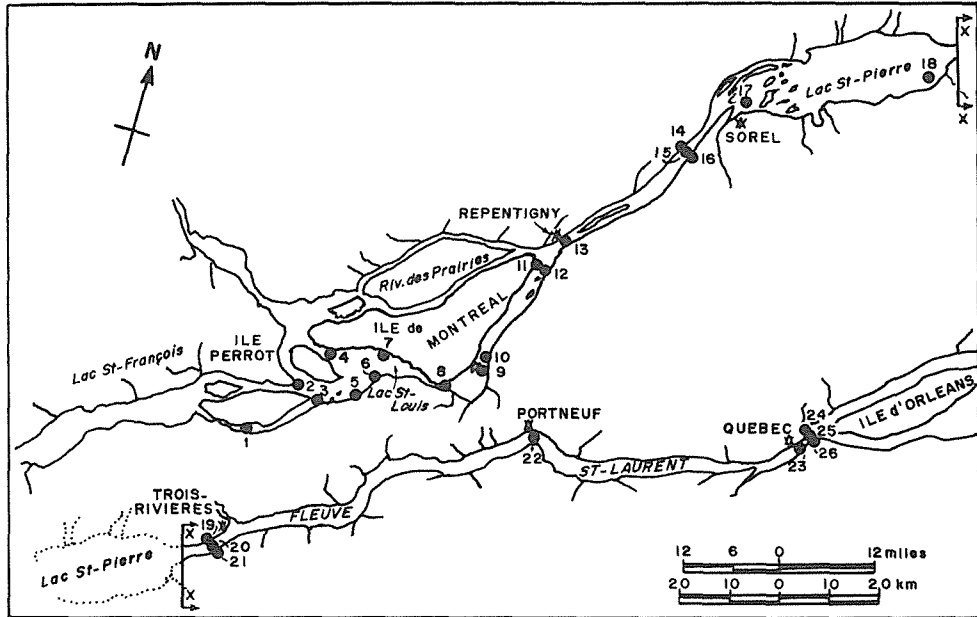 N
X
X
18
Lac St-Pierre
17
SOREL
14
15
16
REPENTIGNY
13
11
12
Riv. des Prairies
ILE de
MONTREAL
ILE
PERROT
Lac St-François
4
7
10
9
6
8
2
3
5
Lac St-
Louis
1
PORTNEUF
22
QUEBEC
24
25
26
23
ILE d'ORLEANS
ST-LAURENT
FLEUVE
TROIS-
RIVIERES
19
20
21
X
X
Lac St-Pierre
12 6 0 12 miles
20 10 0 10 20 km